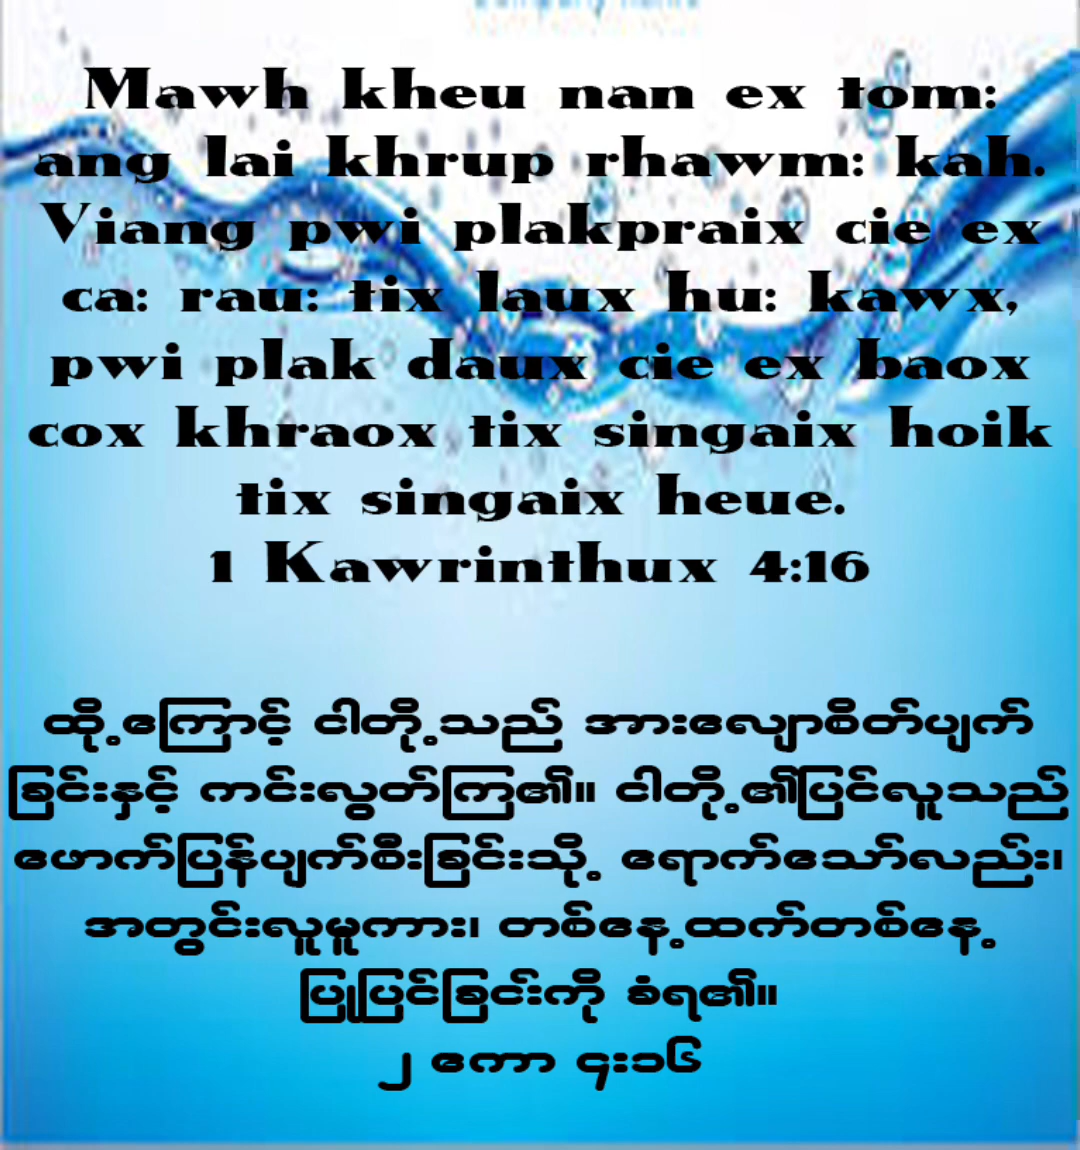 Mawh kheu nan ex tom:
ang lai khrup rhawm: kah.
Viang pwi plakpraix cie ex
ca: rau: tix laux hu: kawx,
pwi plak daux cie ex baox
cox khraox tix singaix hoik
tix singaix heue.
1 Kawrinthux 4:16
ထို့ကြောင့် ငါတို့သည် အားလျောစိတ်ပျက်
ခြင်းနှင့် ကင်းလွတ်ကြ၏။ ငါတို့၏ပြင်လူသည်
ဖောက်ပြန်ပျက်စီးခြင်းသို့ ရောက်သော်လည်း၊
အတွင်းလူမူကား၊ တစ်နေ့ထက်တစ်နေ့
ပြုပြင်ခြင်းကို ခံရ၏။
၂ ကော ၄း၁၆